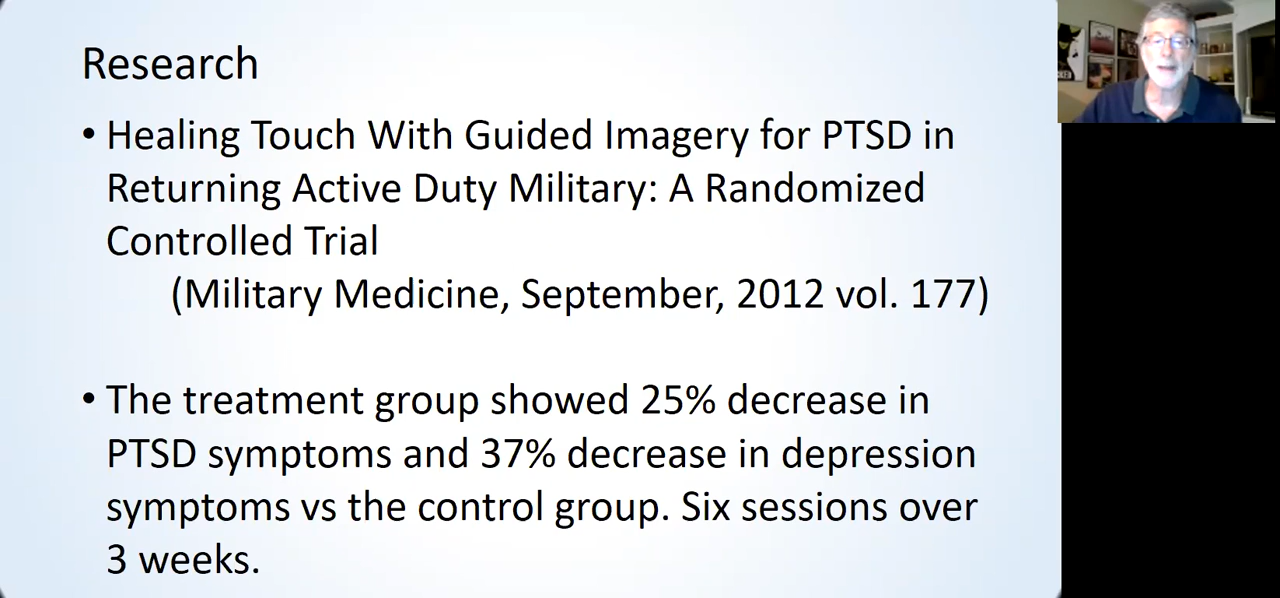 Research
• Healing Touch With Guided Imagery for PTSD in
Returning Active Duty Military: A Randomized
Controlled Trial
(Military Medicine, September, 2012 vol. 177)
• The treatment group showed 25% decrease in
PTSD symptoms and 37% decrease in depression
symptoms vs the control group. Six sessions over
3 weeks.